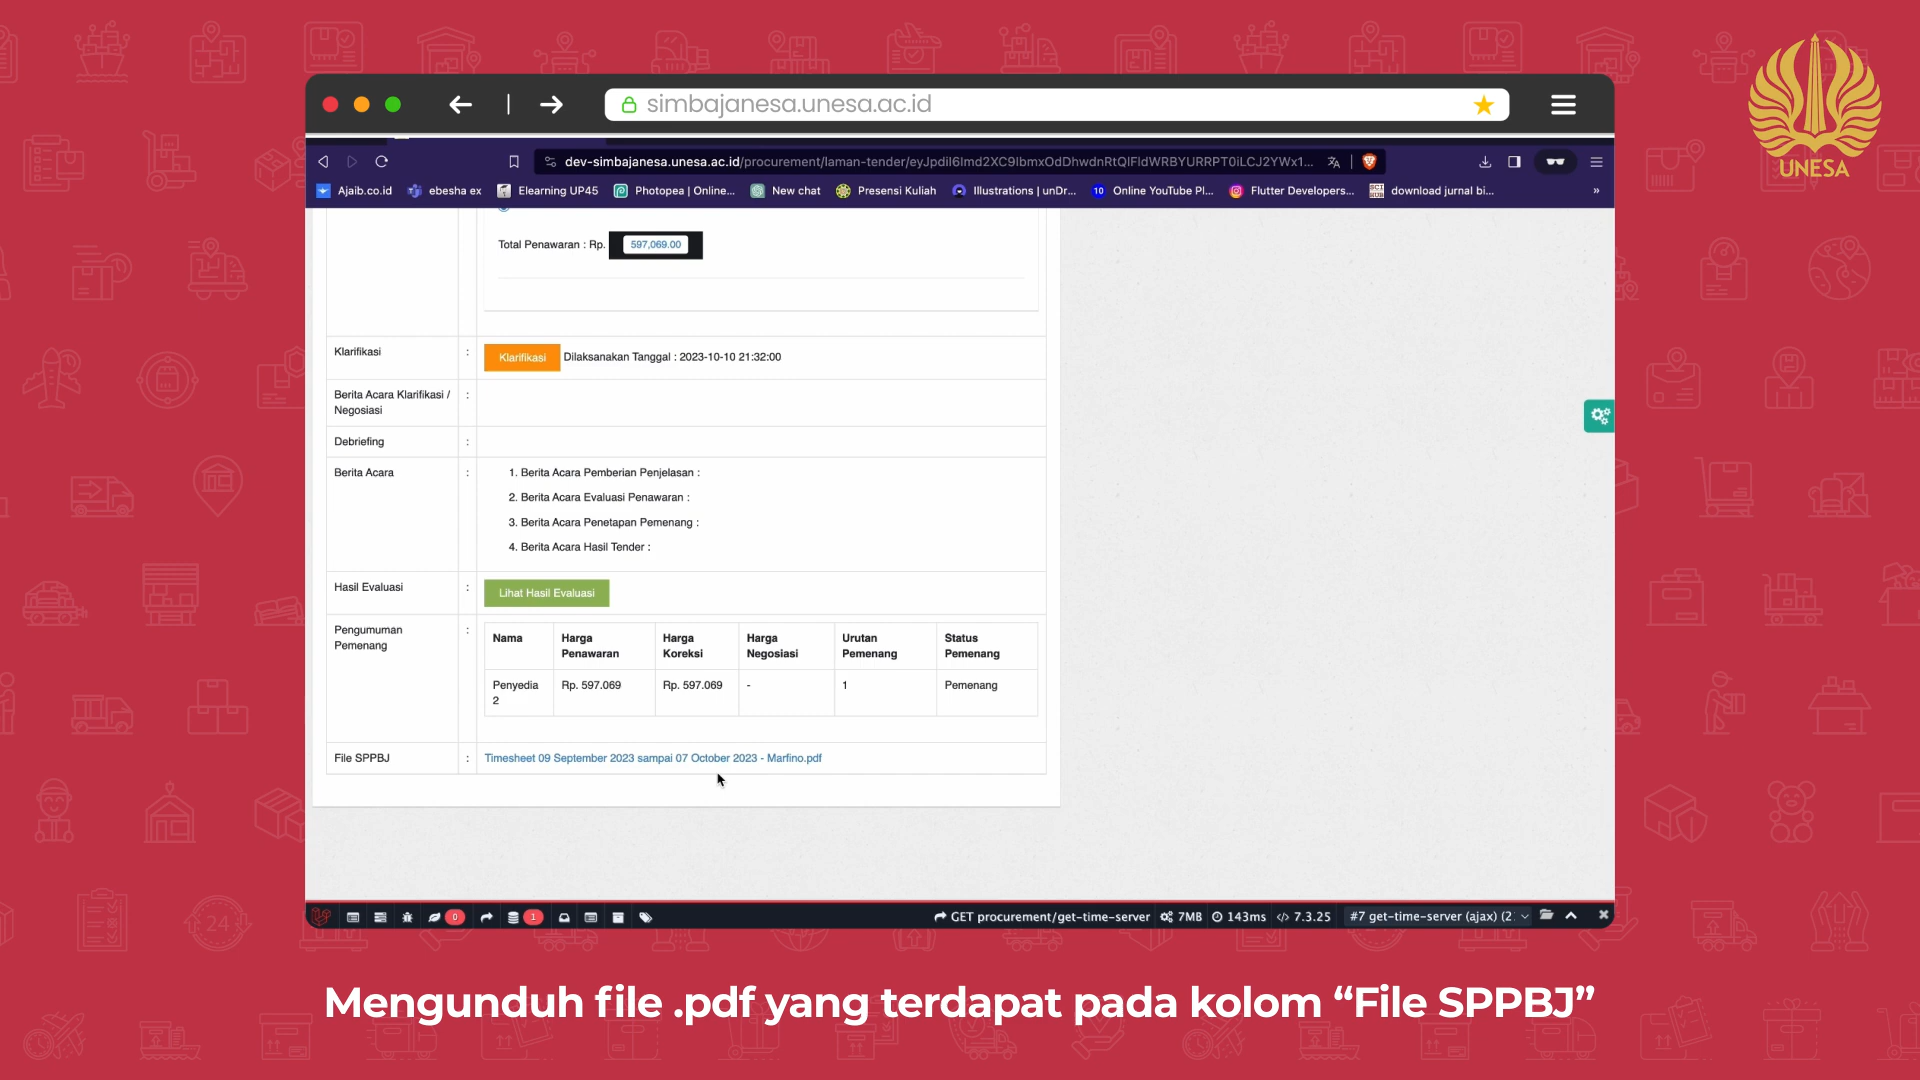 simbajanesa.unesa.ac.id
UNESA
dev-simbajanesa.unesa.ac.id/procurement/laman-tender/
Ajaib.co.id
ebesha ex
Elearning UP45
Photopea | Online...
New chat
Presensi Kuliah
Illustrations | unDr...
10 Online YouTube Pl...
Flutter Developers...
download jurnal bi...
»
Total Penawaran : Rp. 597,069.00
Klarifikasi : Klarifikasi Dilaksanakan Tanggal : 2023-10-10 21:32:00
Berita Acara Klarifikasi / :
Negosiasi
Debriefing :
Berita Acara : 1. Berita Acara Pemberian Penjelasan :
2. Berita Acara Evaluasi Penawaran :
3. Berita Acara Penetapan Pemenang :
4. Berita Acara Hasil Tender :
Hasil Evaluasi : Lihat Hasil Evaluasi
Pengumuman :
Pemenang
Nama
Harga
Penawaran
Harga
Koreksi
Harga
Negosiasi
Urutan
Pemenang
Status
Pemenang
Penyedia
2
Rp. 597.069
Rp. 597.069
-
1
Pemenang
File SPPBJ : Timesheet 09 September 2023 sampai 07 October 2023 - Marfino.pdf
0
1
GET procurement/get-time-server
7MB
143ms
7.3.25
#7 get-time-server (ajax) (2
24
Mengunduh file .pdf yang terdapat pada kolom “File SPPBJ”